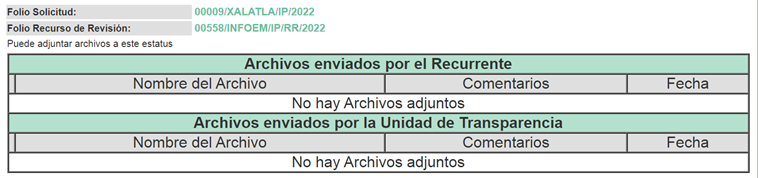 Folio Solicitud: 00009/XALATLA/IP/2022
Folio Recurso de Revisión: 00558/INFOEM/IP/RR/2022
Puede adjuntar archivos a este estatus
Archivos enviados por el Recurrente
Nombre del Archivo Comentarios Fecha
No hay Archivos adjuntos
Archivos enviados por la Unidad de Transparencia
Nombre del Archivo Comentarios Fecha
No hay Archivos adjuntos